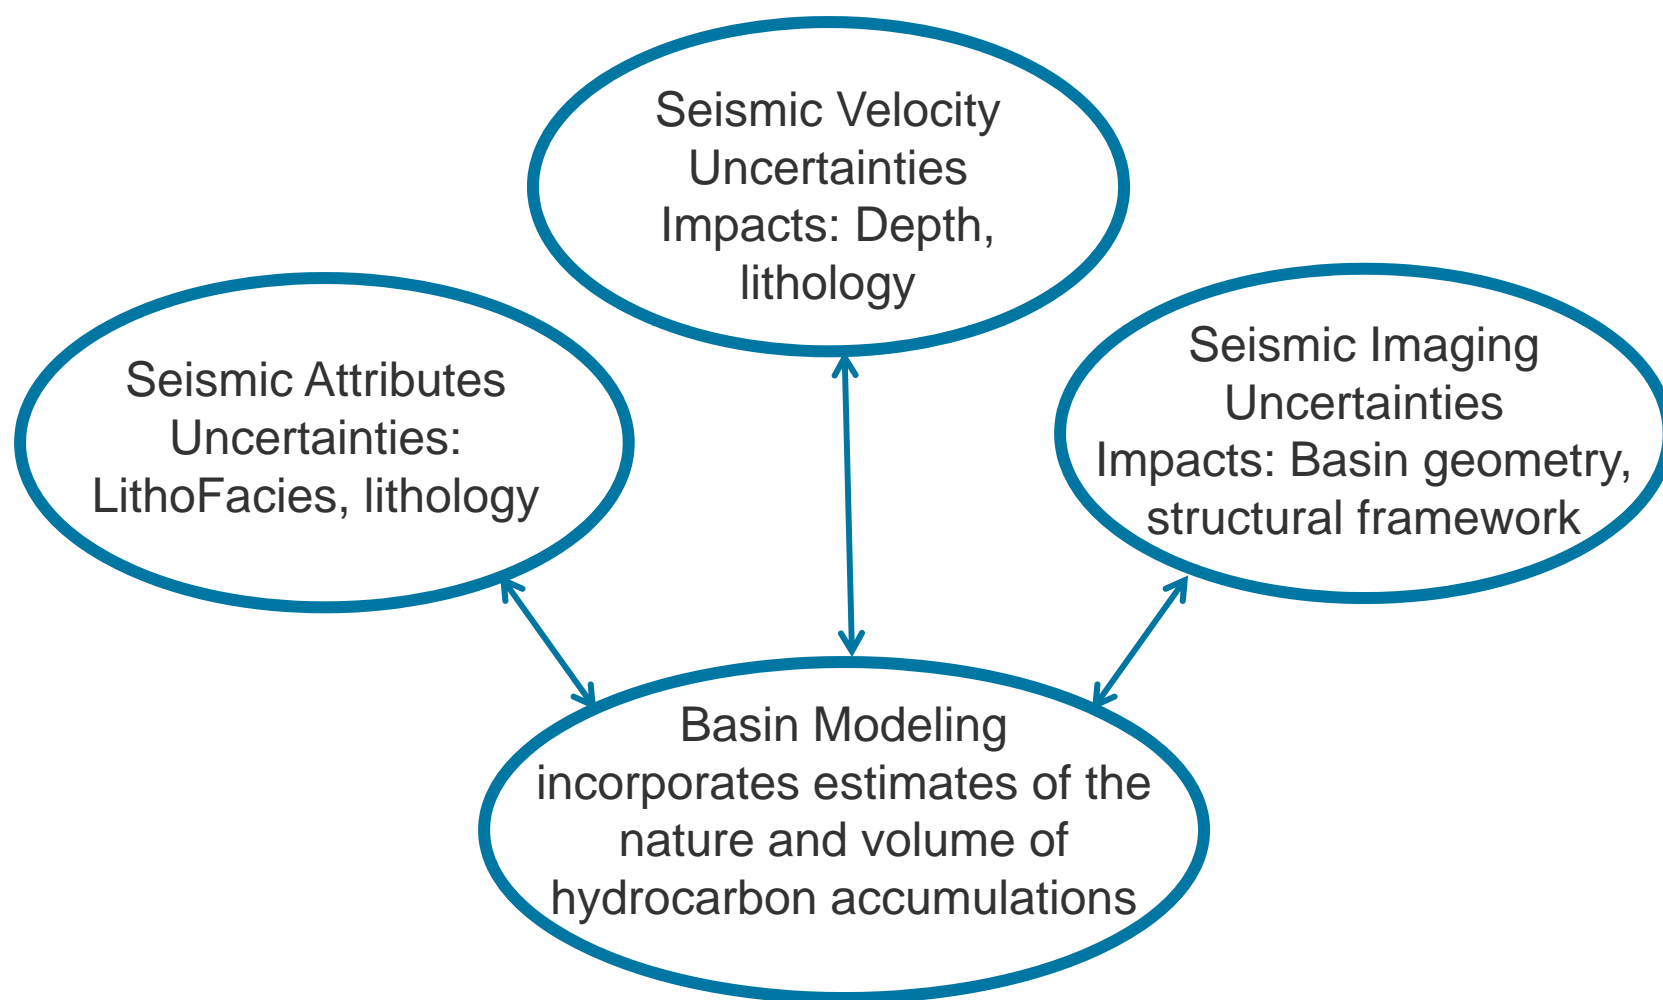 Seismic Velocity
Uncertainties
Impacts: Depth,
lithology
Seismic Attributes
Uncertainties:
LithoFacies, lithology
Seismic Imaging
Uncertainties
Impacts: Basin geometry,
structural framework
Basin Modeling
incorporates estimates of the
nature and volume of
hydrocarbon accumulations